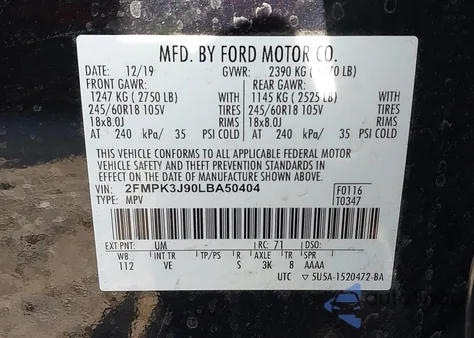 MFD. BY FORD MOTOR CO.
DATE: 12/19 GVWR: 2390 KG ( 70 LB)
FRONT GAWR: REAR GAWR:
1247 KG ( 2750 LB) WITH 1145 KG ( 2525 LB) WITH
245/60R18 105V TIRES 245/60R18 105V TIRES
18x8.0J RIMS 18x8.0J RIMS
AT 240 kPa/ 35 PSI COLD AT 240 kPa/ 35 PSI COLD
THIS VEHICLE CONFORMS TO ALL APPLICABLE FEDERAL MOTOR
VEHICLE SAFETY AND THEFT PREVENTION STANDARDS IN
EFFECT ON THE DATE OF MANUFACTURE SHOWN ABOVE.
VIN: 2FMPK3J90LBA50404 F0116
TYPE: MPV T0347
EXT PNT: UM RC: 71 DSO:
WB INT TR TP/PS R AXLE TR SPR
112 VE S 3K 8 AAAA
UTC ▽ 5U5A-1520472-BA